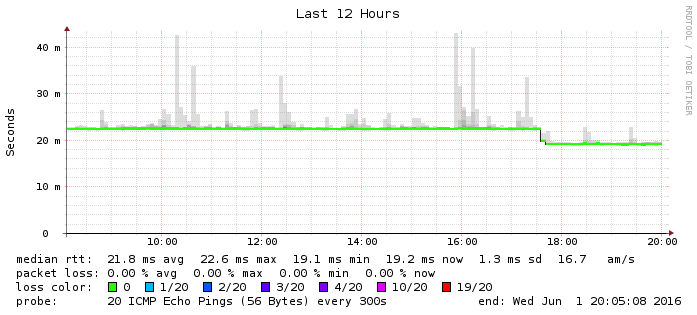 Last 12 Hours
RRDTOOL / TOBI OETIKER
Seconds
40 m
30 m
20 m
10 m
0
10:00 12:00 14:00 16:00 18:00 20:00
median rtt: 21.8 ms avg 22.6 ms max 19.1 ms min 19.2 ms now 1.3 ms sd 16.7 am/s
packet loss: 0.00 % avg 0.00 % max 0.00 % min 0.00 % now
loss color: 0 1/20 2/20 3/20 4/20 10/20 19/20
probe: 20 ICMP Echo Pings (56 Bytes) every 300s end: Wed Jun 1 20:05:08 2016